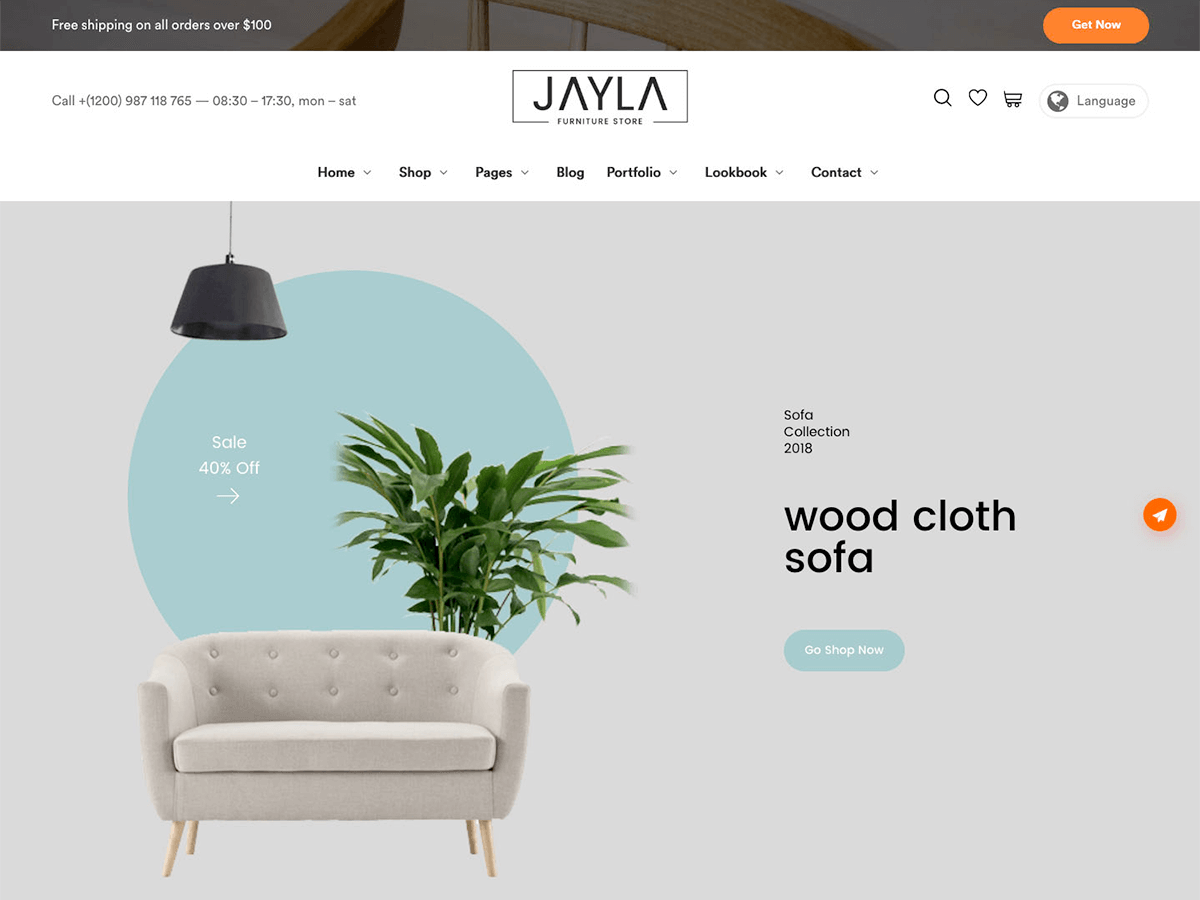 Free shipping on all orders over $100
Get Now
Call +(1200) 987 118 765 — 08:30 – 17:30, mon – sat
JAYLA
FURNITURE STORE
Language
Home
Shop
Pages
Blog
Portfolio
Lookbook
Contact
Sale
40% Off
Sofa
Collection
2018
wood cloth
sofa
Go Shop Now